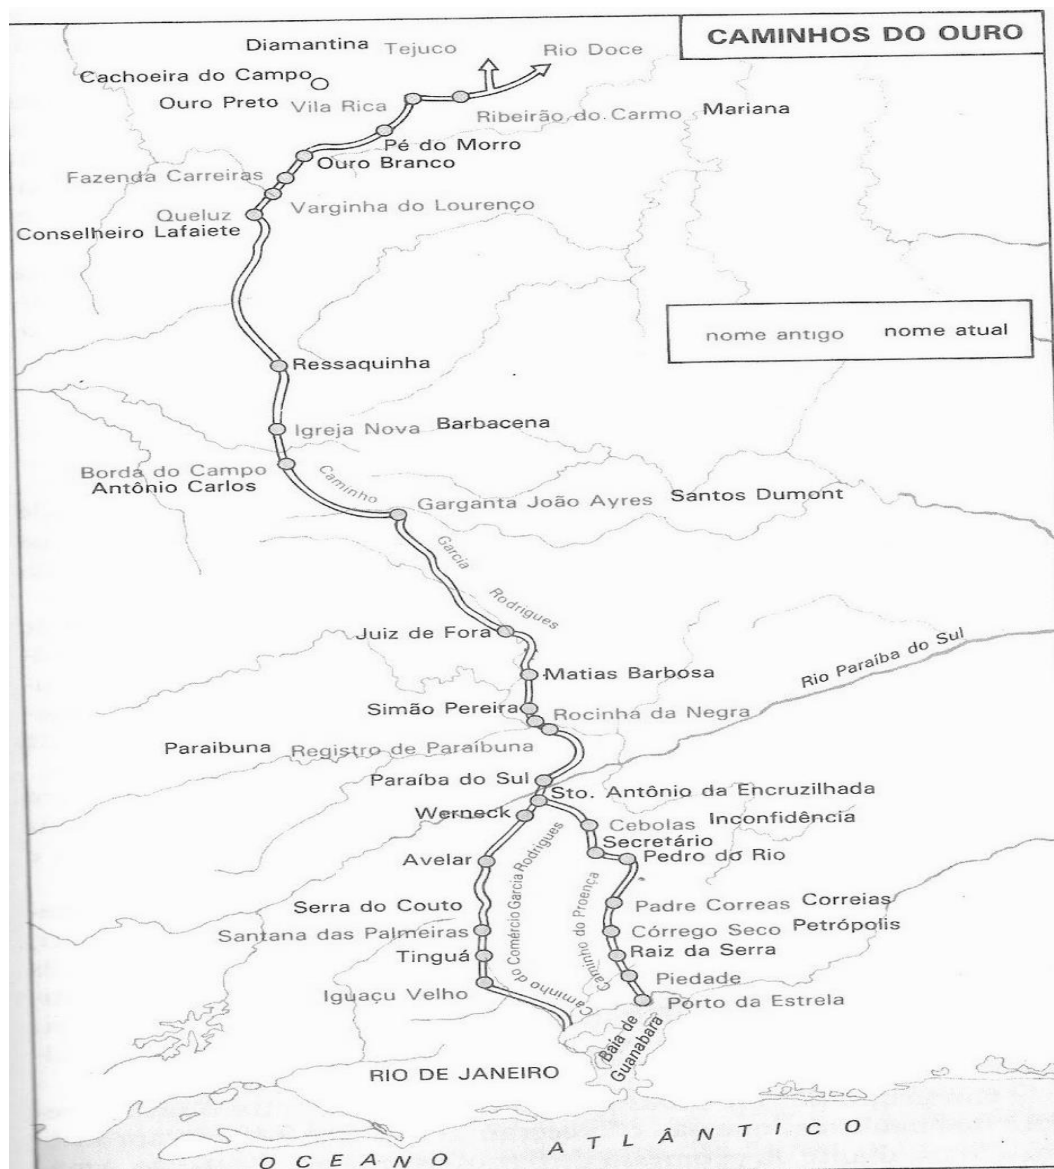 CAMINHOS DO OURO
Diamantina Tejuco
Rio Doce
Cachoeira do Campo
Ouro Preto Vila Rica
Ribeirão do Carmo Mariana
Pé do Morro
Ouro Branco
Fazenda Carreiras
Varginha do Lourenço
Queluz
Conselheiro Lafaiete
nome antigo nome atual
Ressaquinha
Igreja Nova Barbacena
Borda do Campo
Antônio Carlos
Caminho
Garcia
Rodrigues
Garganta João Ayres Santos Dumont
Juiz de Fora
Matias Barbosa
Rio Paraíba do Sul
Simão Pereira
Rocinha da Negra
Paraibuna Registro de Paraibuna
Paraíba do Sul
Sto. Antônio da Encruzilhada
Werneck
Cebolas Inconfidência
Secretário
Pedro do Rio
Avelar
Caminho do Comércio Garcia Rodrigues
Caminho do Proença
Serra do Couto
Padre Correas Correias
Santana das Palmeiras
Córrego Seco Petrópolis
Tinguá
Raiz da Serra
Piedade
Iguaçu Velho
Porto da Estrela
Baia de
Guanabara
RIO DE JANEIRO
OCEANO ATLÂNTICO